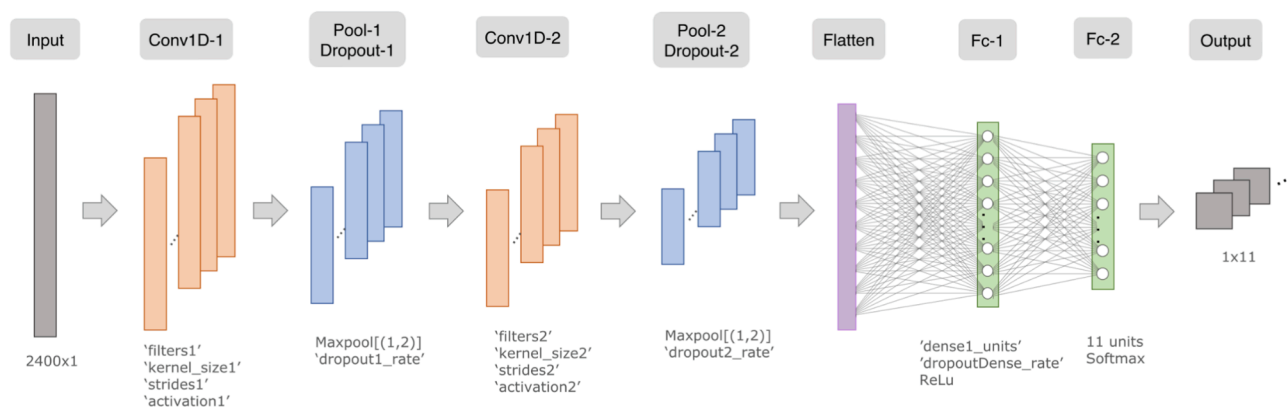 Input
Conv1D-1
Pool-1
Dropout-1
Conv1D-2
Pool-2
Dropout-2
Flatten
Fc-1
Fc-2
Output
2400x1
‘filters1’
‘kernel_size1’
‘strides1’
‘activation1’
Maxpool[(1,2)]
‘dropout1_rate’
‘filters2’
‘kernel_size2’
‘strides2’
‘activation2’
Maxpool[(1,2)]
‘dropout2_rate’
’dense1_units’
’dropoutDense_rate’
ReLu
11 units
Softmax
1x11